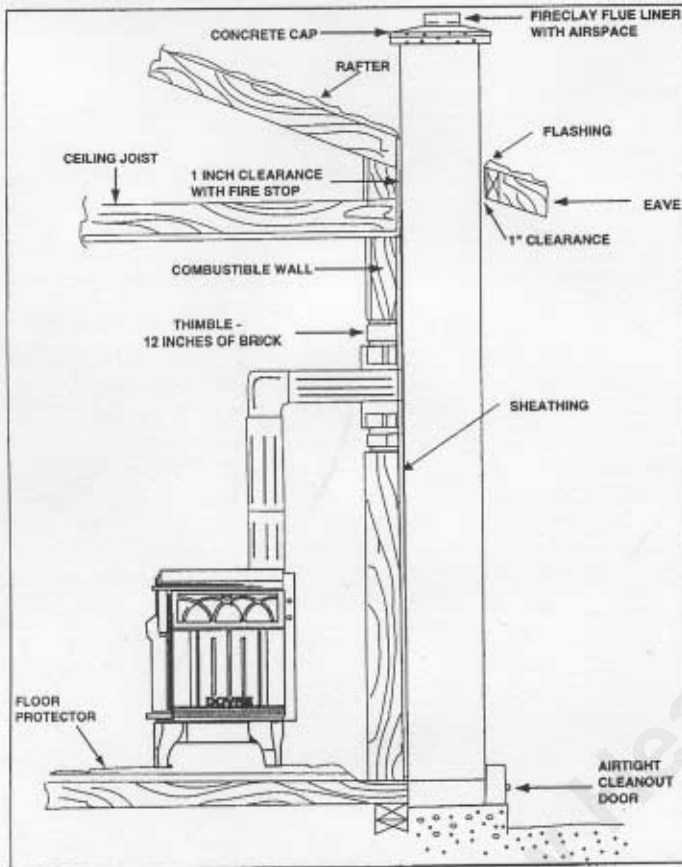 FIRECLAY FLUE LINER
WITH AIRSPACE
CONCRETE CAP
RAFTER
FLASHING
CEILING JOIST
1 INCH CLEARANCE
WITH FIRE STOP
EAVE
1" CLEARANCE
COMBUSTIBLE WALL
THIMBLE -
12 INCHES OF BRICK
SHEATHING
DOVRE
FLOOR
PROTECTOR
AIRTIGHT
CLEANOUT
DOOR